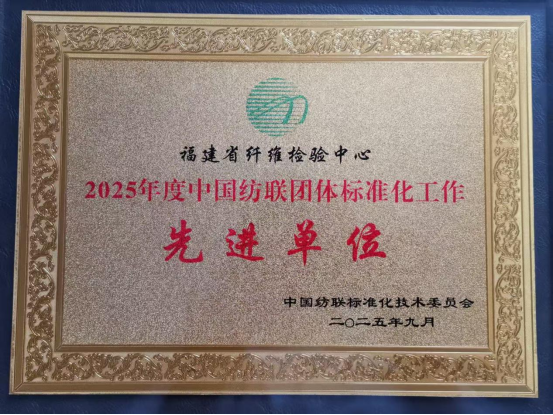 福建省纤维检验中心
2025年度中国纺联团体标准化工作
先进单位
中国纺联标准化技术委员会
二〇二五年九月